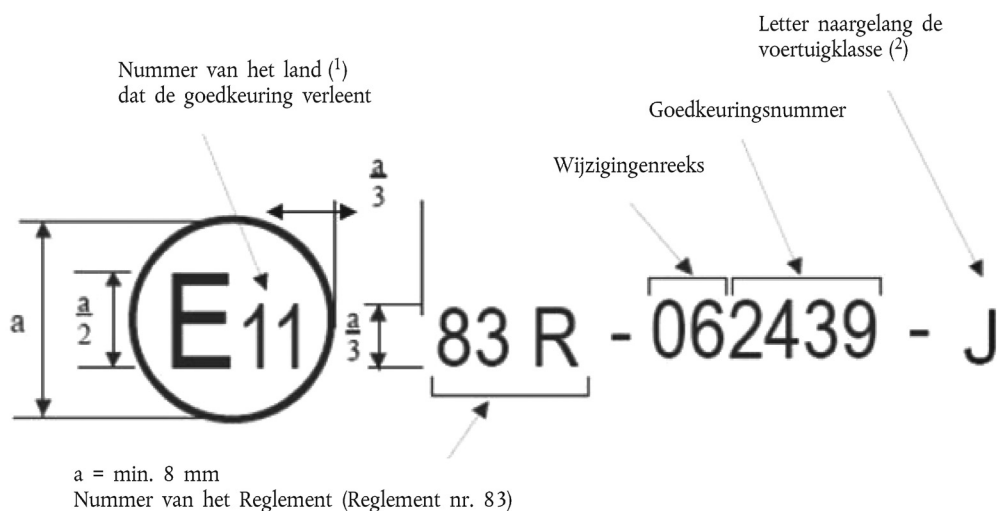 Letter naargelang de
voertuigklasse (²)
Nummer van het land (¹)
dat de goedkeuring verleent
Goedkeuringsnummer
Wijzigingenreeks
a
3
a
a
2
E 11
a
3
83 R - 062439 - J
a = min. 8 mm
Nummer van het Reglement (Reglement nr. 83)